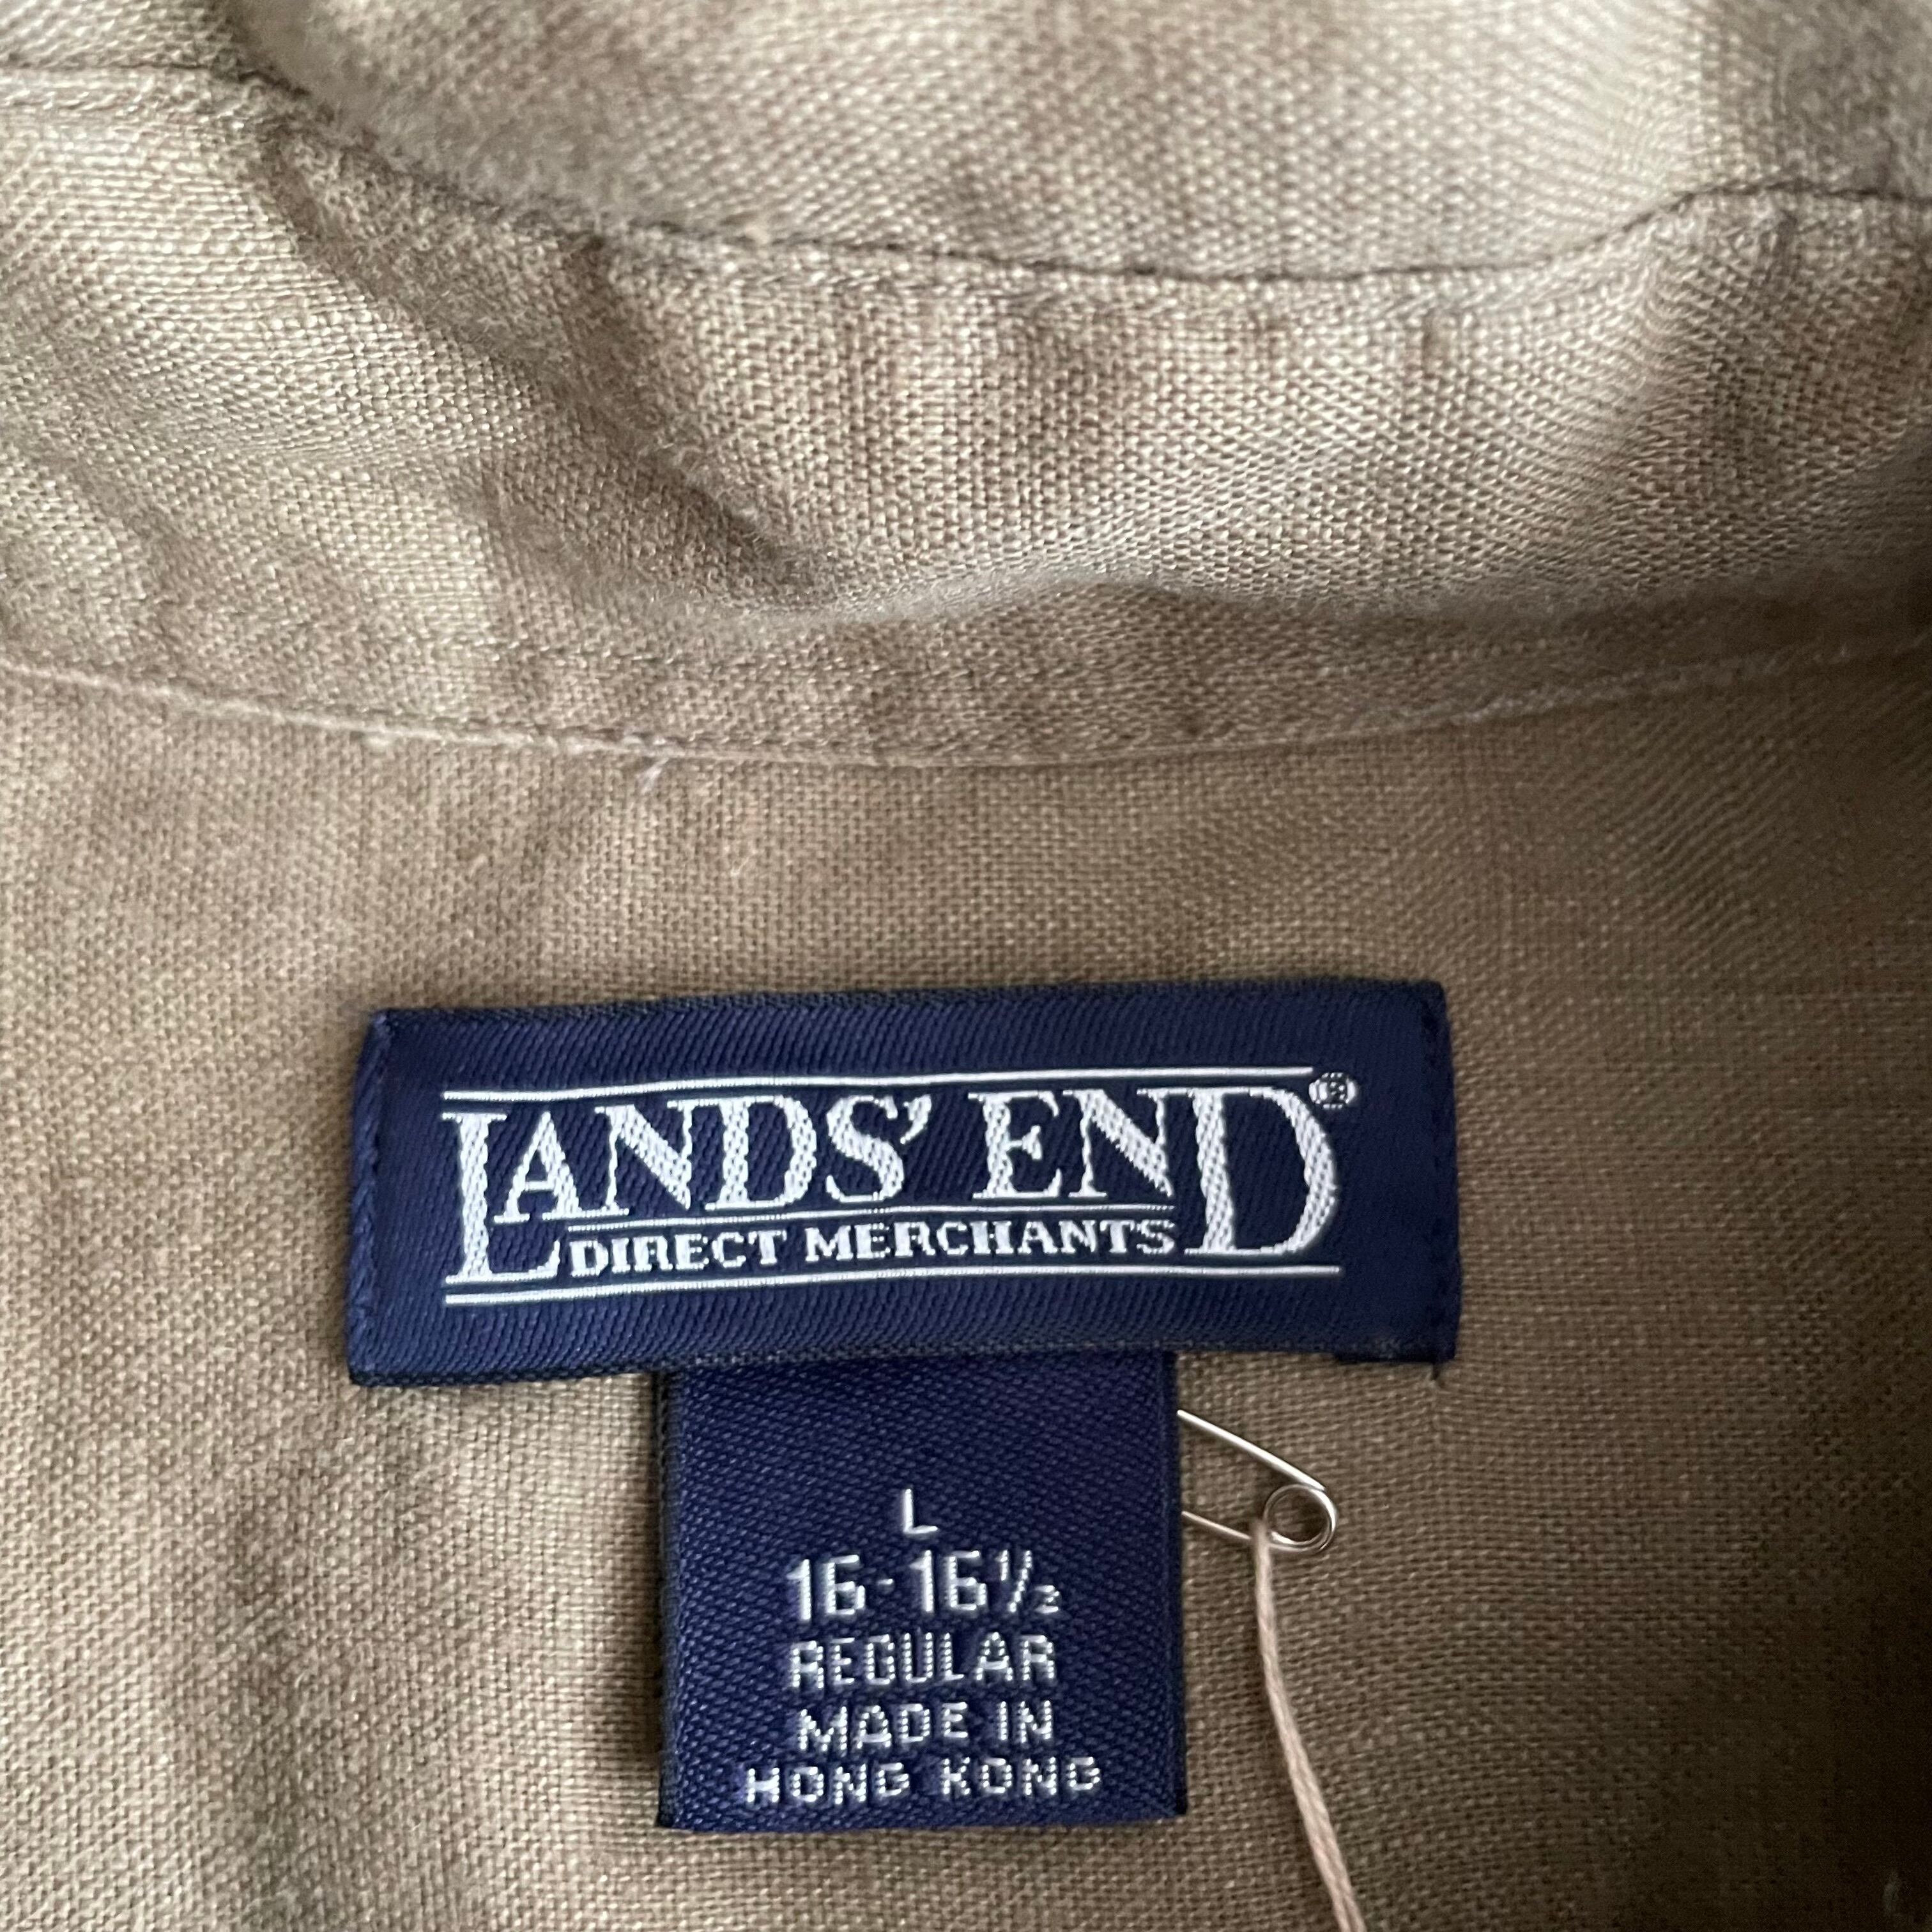 LANDS' END®
DIRECT MERCHANTS
L
16-16½
REGULAR
MADE IN
HONG KONG